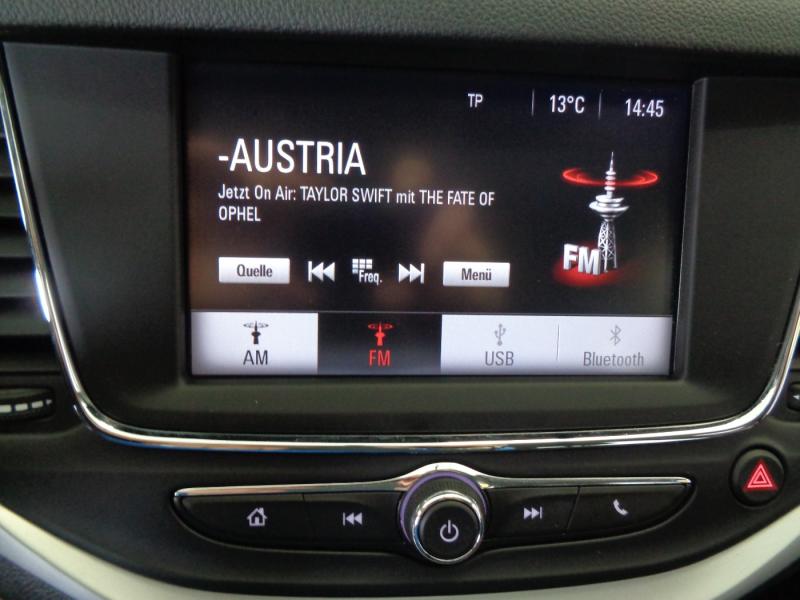 TP 13°C 14:45
-AUSTRIA
Jetzt On Air: TAYLOR SWIFT mit THE FATE OF
OPHEL
FM
Quelle Freq. Menü
AM FM USB Bluetooth